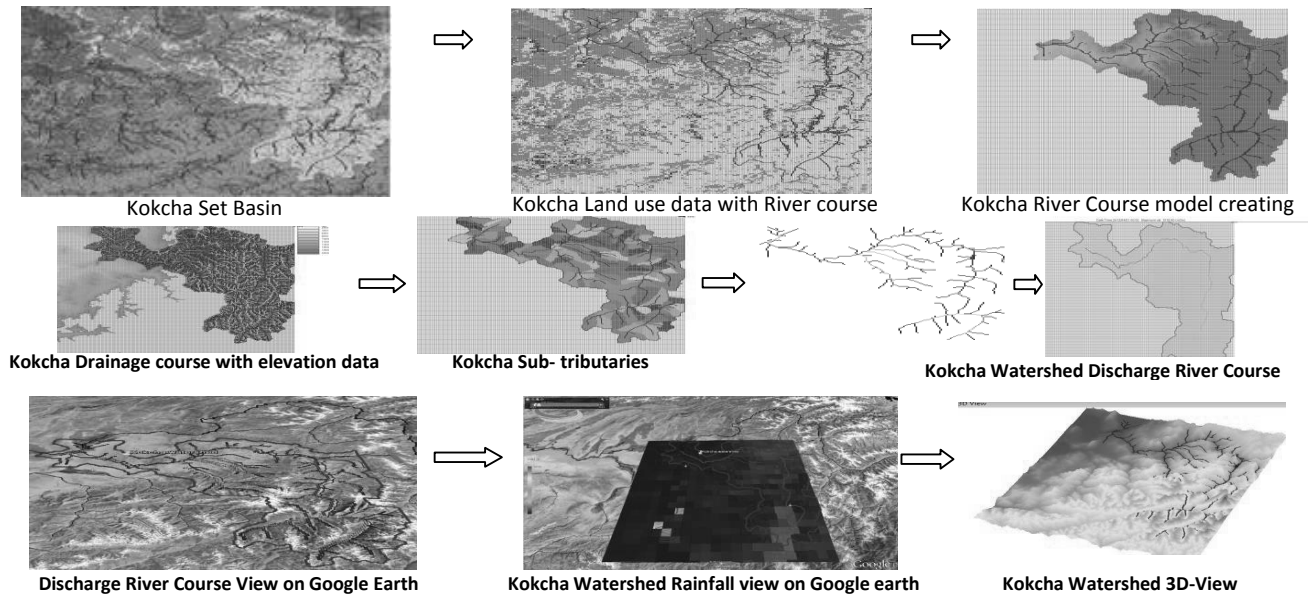 Kokcha Set Basin
Kokcha Land use data with River course
Kokcha River Course model creating
Kokcha Drainage course with elevation data
Kokcha Sub- tributaries
Kokcha Watershed Discharge River Course
3D View
Google
Discharge River Course View on Google Earth
Kokcha Watershed Rainfall view on Google earth
Kokcha Watershed 3D-View